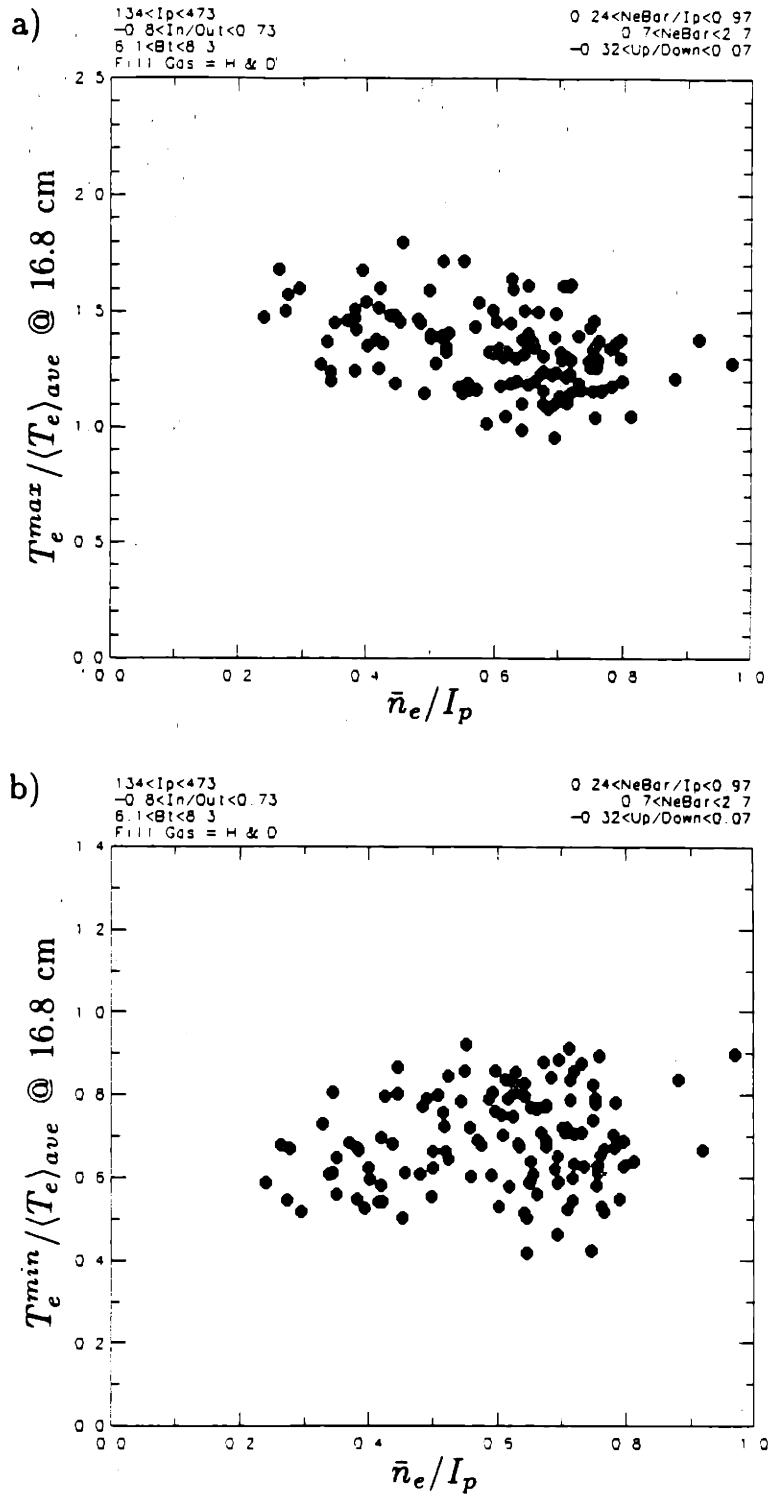 a)
134<Ip<473
-0 8<In/Out<0 73
6 1<Bt<8 3
Fill Gas = H & D
0 24<NeBar/Ip<0 97
0 7<NeBar<2 7
-0 32<Up/Down<0 07
2 5
2 0
1 5
1 0
0 5
0 0
T_e^{max}/⟨T_e⟩_{ave} @ 16.8 cm
0 0 0 2 0 4 0 6 0 8 1 0
n̄_e/I_p
b)
134<Ip<473
-0 8<In/Out<0.73
6.1<Bt<8 3
Fill Gas = H & D
0 24<NeBar/Ip<0 97
0 7<NeBar<2 7
-0 32<Up/Down<0.07
1 4
1 2
1 0
0 8
0 6
0 4
0 2
0 0
T_e^{min}/⟨T_e⟩_{ave} @ 16.8 cm
0 0 0 2 0 4 0 6 0 8 1 0
n̄_e/I_p